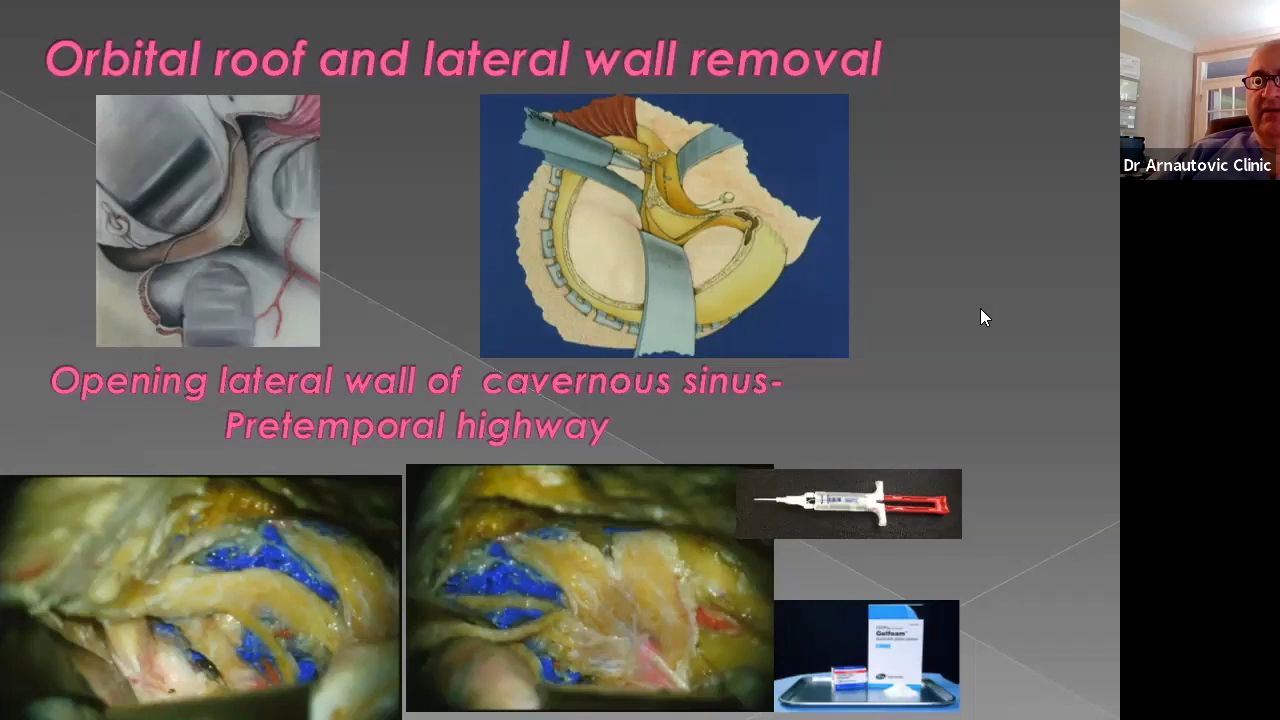 Orbital roof and lateral wall removal
Dr Arnautovic Clinic
Opening lateral wall of cavernous sinus-
Pretemporal highway
Gelfoam